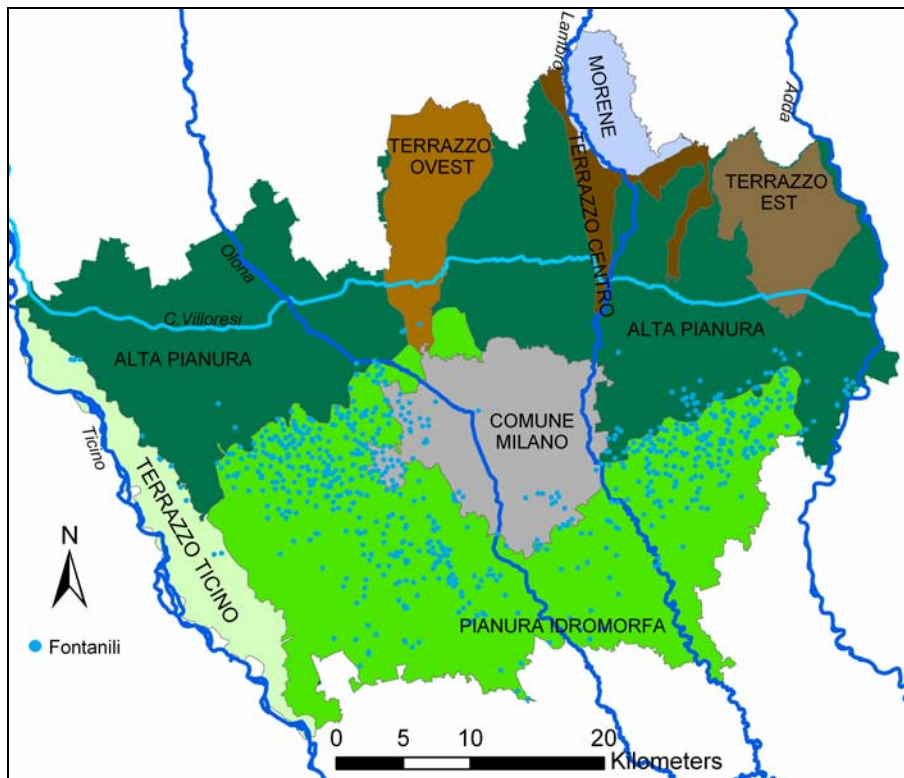 Lambro
MORENE
Adda
TERRAZZO
OVEST
TERRAZZO CENTRO
TERRAZZO
EST
Olona
C.Villoresi
ALTA PIANURA
ALTA PIANURA
COMUNE
MILANO
Ticino
TERRAZZO TICINO
N
PIANURA IDROMORFA
Fontanili
0 5 10 20
Kilometers